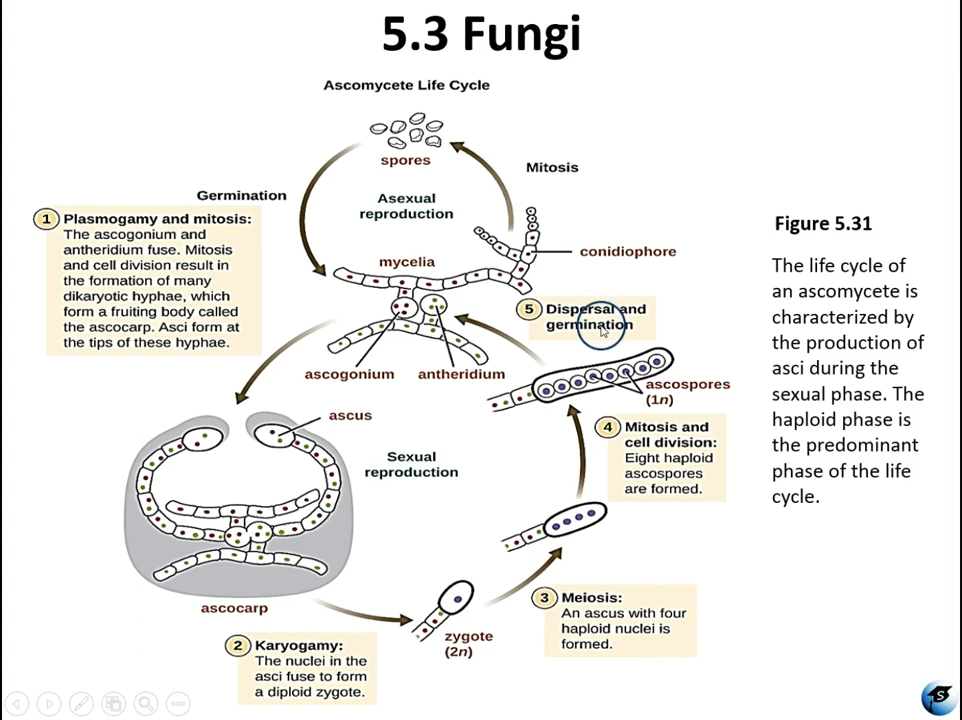 5.3 Fungi
Ascomycete Life Cycle
spores
Mitosis
Germination
Asexual
reproduction
1 Plasmogamy and mitosis:
The ascogonium and
antheridium fuse. Mitosis
and cell division result in
the formation of many
dikaryotic hyphae, which
form a fruiting body called
the ascocarp. Asci form at
the tips of these hyphae.
conidiophore
mycelia
5 Dispersal and
germination
ascogonium
antheridium
ascospores
(1n)
ascus
4 Mitosis and
cell division:
Eight haploid
ascospores
are formed.
Sexual
reproduction
ascocarp
3 Meiosis:
An ascus with four
haploid nuclei is
formed.
zygote
(2n)
2 Karyogamy:
The nuclei in the
asci fuse to form
a diploid zygote.
Figure 5.31
The life cycle of
an ascomycete is
characterized by
the production of
asci during the
sexual phase. The
haploid phase is
the predominant
phase of the life
cycle.
S